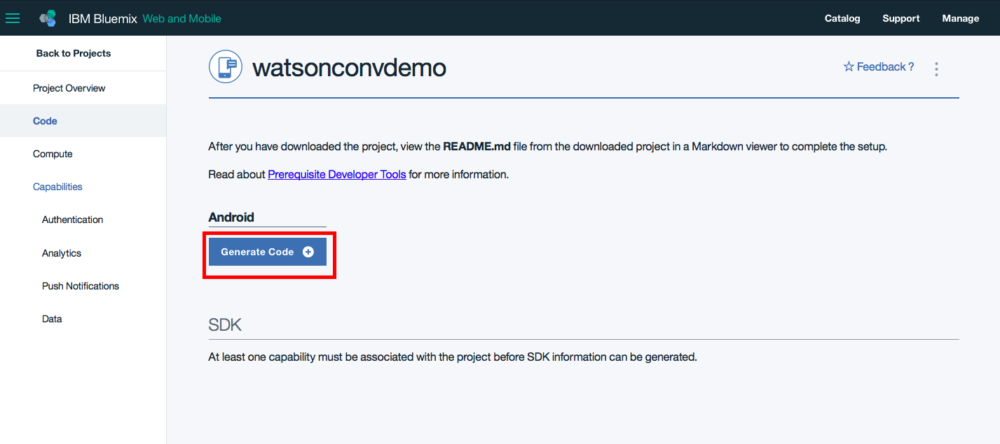 IBM Bluemix Web and Mobile
Catalog
Support
Manage
Back to Projects
Project Overview
Code
Compute
Capabilities
Authentication
Analytics
Push Notifications
Data
watsonconvdemo
Feedback ?
After you have downloaded the project, view the README.md file from the downloaded project in a Markdown viewer to complete the setup.
Read about Prerequisite Developer Tools for more information.
Android
Generate Code
SDK
At least one capability must be associated with the project before SDK information can be generated.